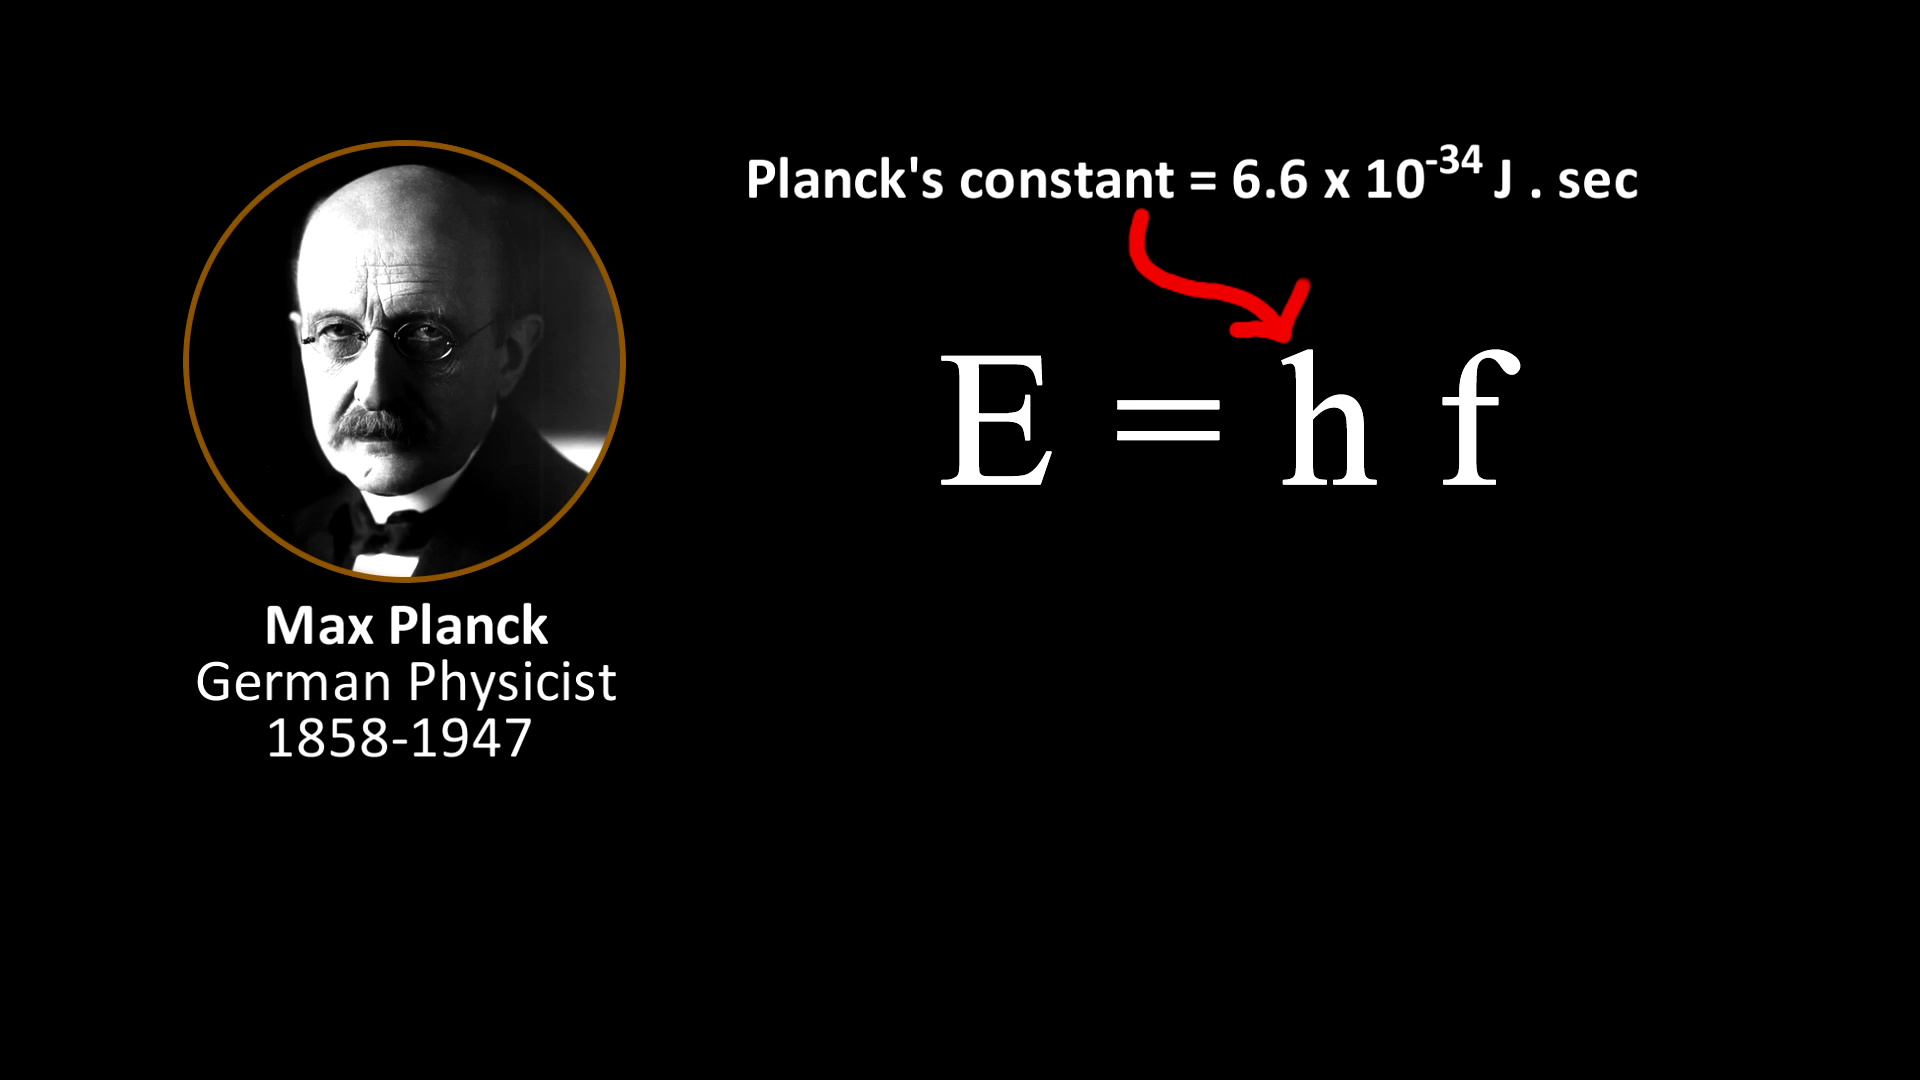 Planck's constant = 6.6 x 10⁻³⁴ J . sec
E = h f
Max Planck
German Physicist
1858-1947